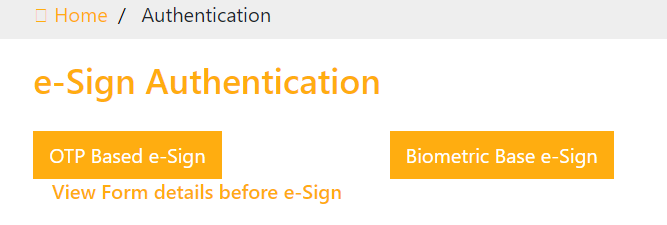 Home / Authentication
e-Sign Authentication
OTP Based e-Sign Biometric Base e-Sign
View Form details before e-Sign